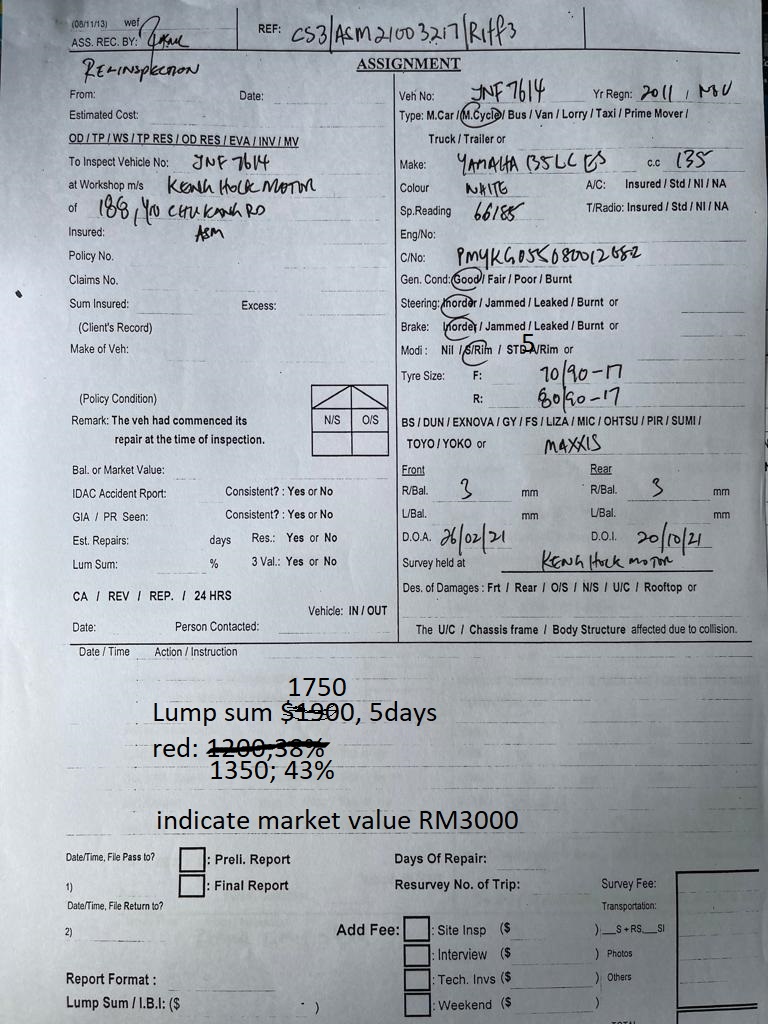 (08/11/13) wef
ASS. REC. BY:
REF: CS3/ASM21003217/R1ff3
RE-INSPECTION
ASSIGNMENT
From: Date:
Estimated Cost:
OD / TP / WS / TP RES / OD RES / EVA / INV / MV
To Inspect Vehicle No: JNF 7614
at Workshop m/s KENG HOCK MOTOR
of 188, YIO CHU KANG RD
Insured: ASM
Policy No.
Claims No.
Sum Insured: Excess:
(Client's Record)
Make of Veh:
(Policy Condition)
N/S O/S
Remark: The veh had commenced its
repair at the time of inspection.
Bal. or Market Value:
IDAC Accident Rport: Consistent? : Yes or No
GIA / PR Seen: Consistent? : Yes or No
Est. Repairs: days Res.: Yes or No
Lum Sum: % 3 Val.: Yes or No
CA / REV / REP. / 24 HRS
Vehicle: IN / OUT
Date: Person Contacted:
Veh No: JNF 7614 Yr Regn: 2011 / NOV
Type: M.Car / M.Cycle / Bus / Van / Lorry / Taxi / Prime Mover /
Truck / Trailer or
Make: YAMAHA 135LC ES c.c 135
Colour WHITE A/C: Insured / Std / NI / NA
Sp.Reading 66185 T/Radio: Insured / Std / NI / NA
Eng/No:
C/No: PMYKG0550B0012682
Gen. Cond: Good / Fair / Poor / Burnt
Steering: Inorder / Jammed / Leaked / Burnt or
Brake: Inorder / Jammed / Leaked / Burnt or
Modi : Nil / S/Rim / STD A/Rim or
5
Tyre Size: F: 70/90-17
R: 80/90-17
BS / DUN / EXNOVA / GY / FS / LIZA / MIC / OHTSU / PIR / SUMI /
TOYO / YOKO or MAXXIS
Front Rear
R/Bal. 3 mm R/Bal. 3 mm
L/Bal. mm L/Bal. mm
D.O.A. 26/02/21 D.O.I. 20/10/21
Survey held at KENG HOCK MOTOR
Des. of Damages : Frt / Rear / O/S / N/S / U/C / Rooftop or
The U/C / Chassis frame / Body Structure affected due to collision.
Date / Time Action / Instruction
1750
Lump sum $1900, 5days
red: 1200;38%
1350; 43%
indicate market value RM3000
Date/Time, File Pass to? : Preli. Report Days Of Repair:
1) : Final Report Resurvey No. of Trip: Survey Fee:
Date/Time, File Return to? Transportation:
2) Add Fee: : Site Insp ($ ) __S + RS,__SI
: Interview ($ ) Photos
Report Format : : Tech. Invs ($ ) Others
Lump Sum / I.B.I: ($ ) : Weekend ($ )
TOTAL